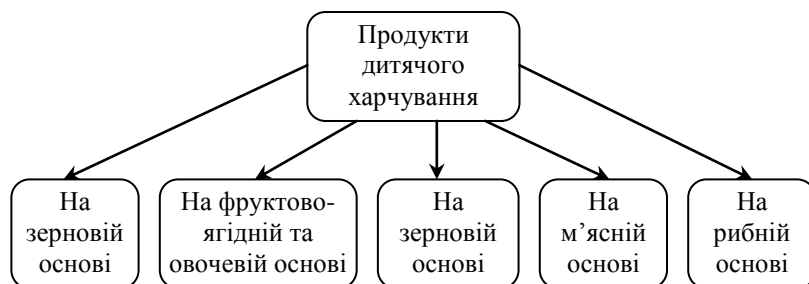 Продукти
дитячого
харчування
На
зерновій
основі
На фруктово-
ягідній та
овочевій основі
На
зерновій
основі
На
м’ясній
основі
На
рибній
основі